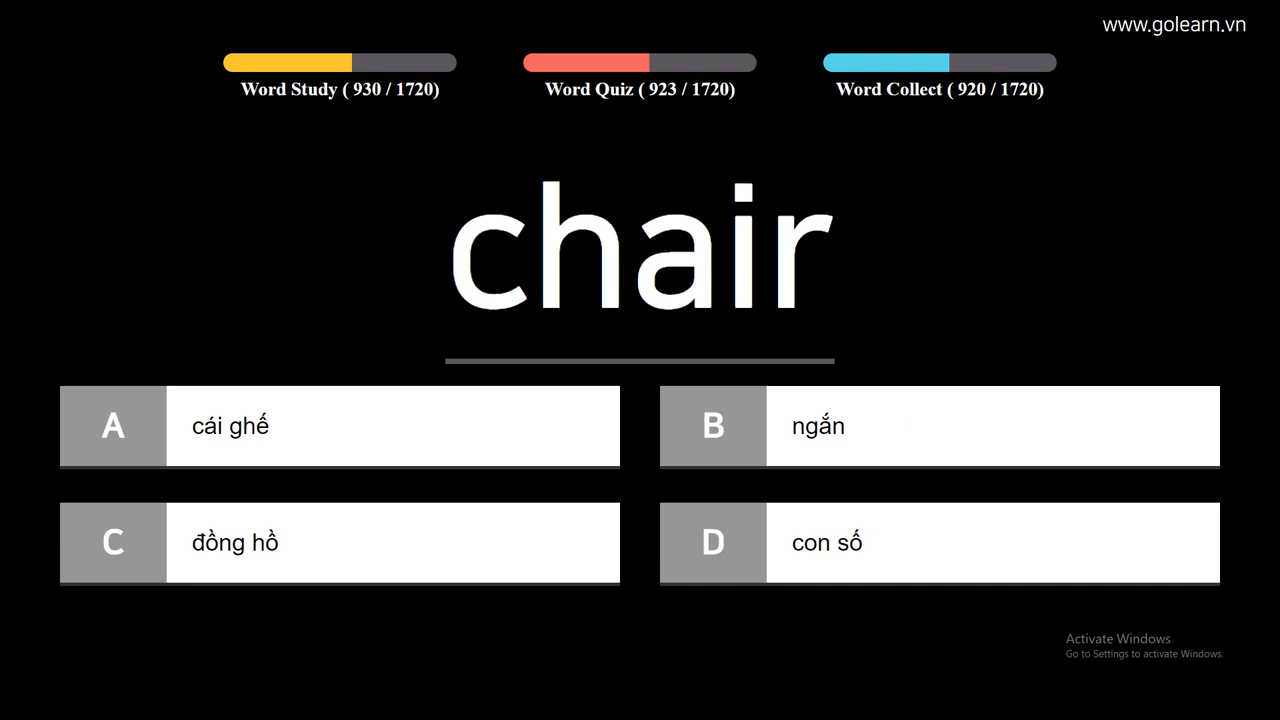 www.golearn.vn
Word Study ( 930 / 1720)
Word Quiz ( 923 / 1720)
Word Collect ( 920 / 1720)
chair
A cái ghế
B ngắn
C đồng hồ
D con số
Activate Windows
Go to Settings to activate Windows.